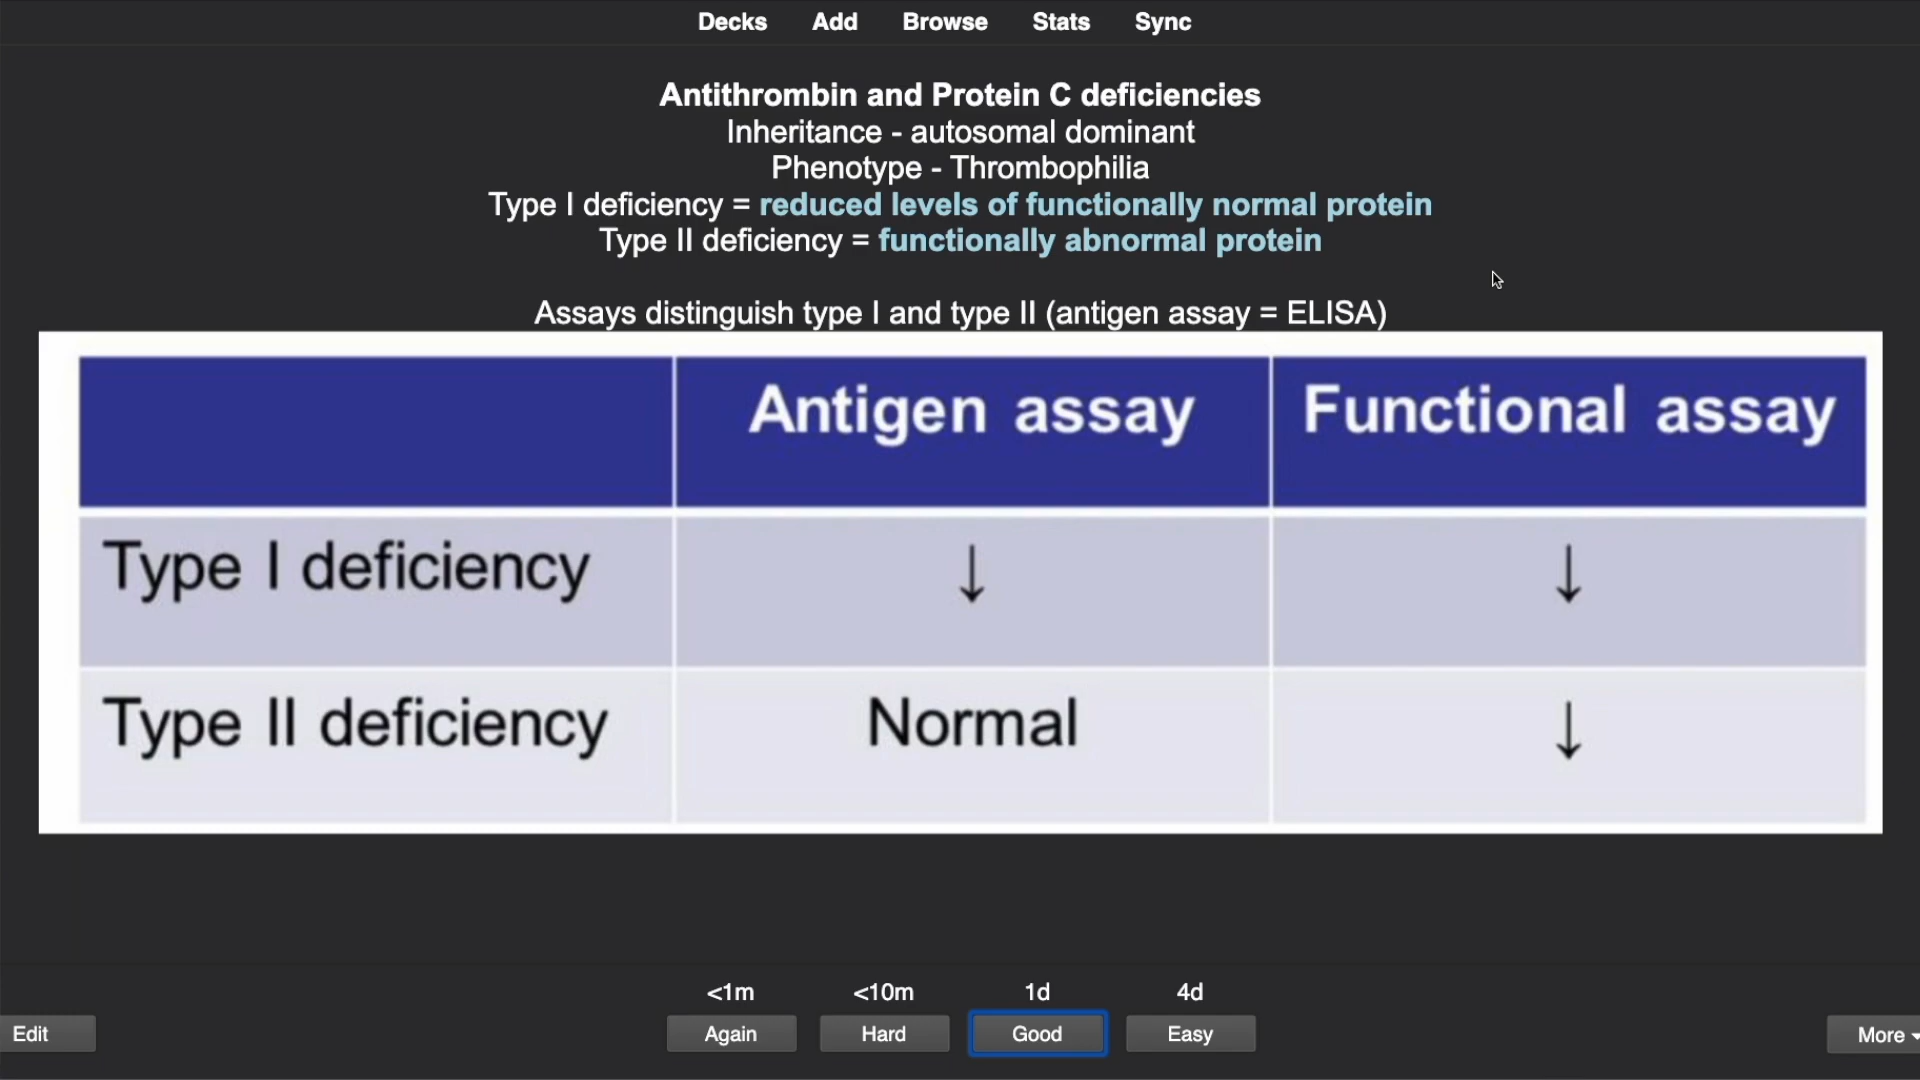 Decks Add Browse Stats Sync
Antithrombin and Protein C deficiencies
Inheritance - autosomal dominant
Phenotype - Thrombophilia
Type I deficiency = reduced levels of functionally normal protein
Type II deficiency = functionally abnormal protein
Assays distinguish type I and type II (antigen assay = ELISA)
Antigen assay Functional assay
Type I deficiency ↓ ↓
Type II deficiency Normal ↓
<1m <10m 1d 4d
Edit Again Hard Good Easy More